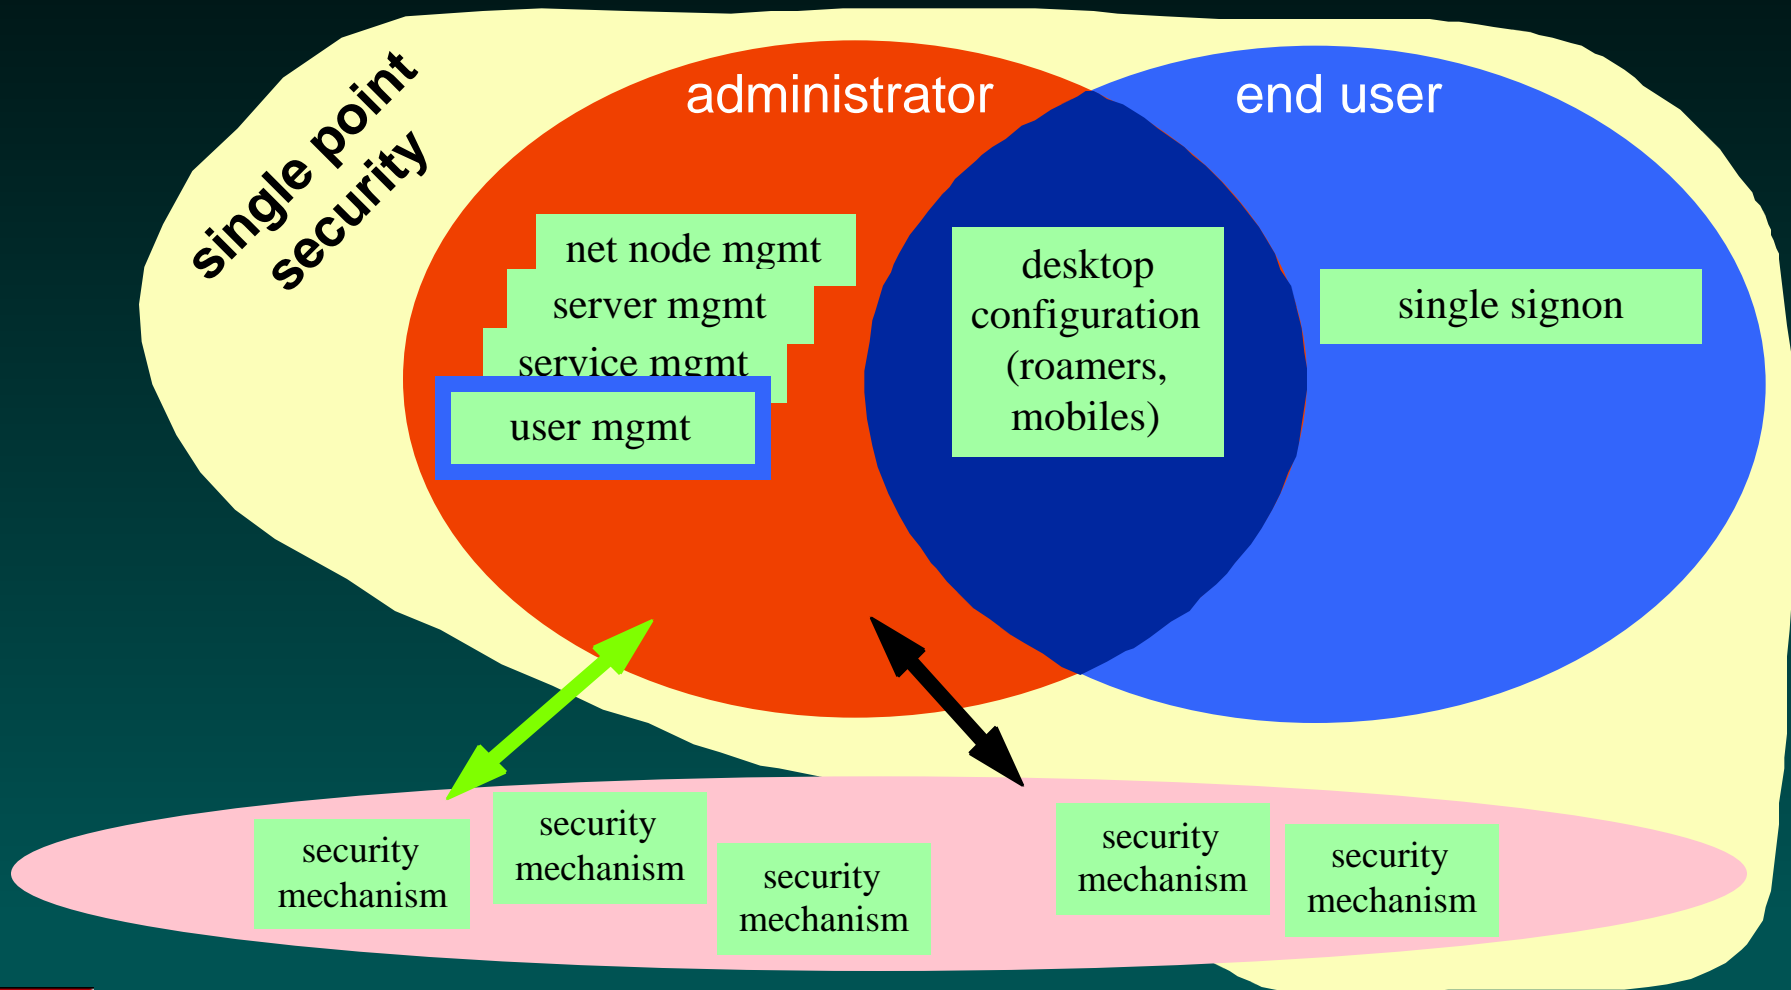 single point
security
administrator
end user
net node mgmt
server mgmt
service mgmt
user mgmt
desktop
configuration
(roamers,
mobiles)
single signon
security
mechanism
security
mechanism
security
mechanism
security
mechanism
security
mechanism